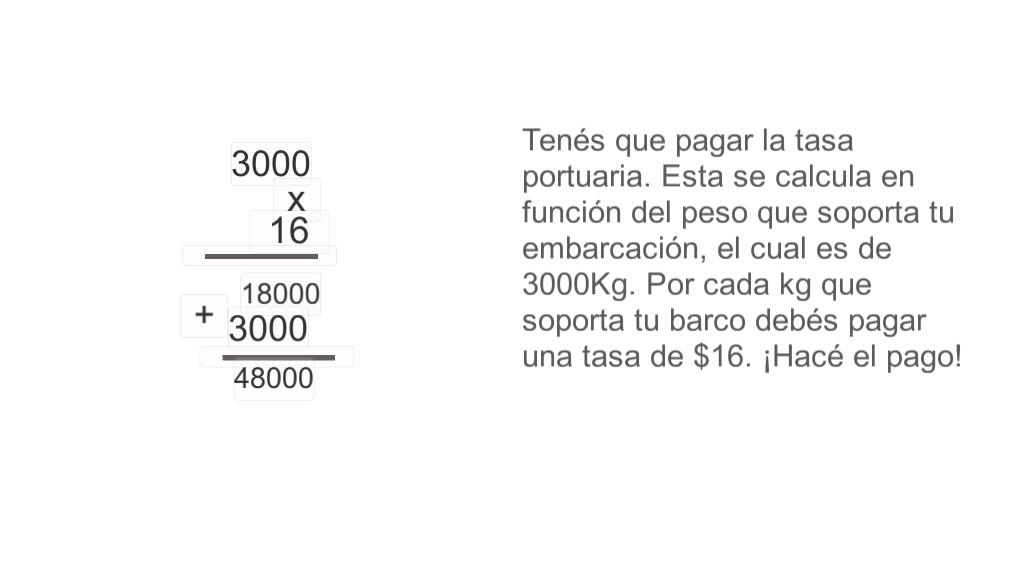 3000
x
16
18000
+
3000
48000
Tenés que pagar la tasa
portuaria. Esta se calcula en
función del peso que soporta tu
embarcación, el cual es de
3000Kg. Por cada kg que
soporta tu barco debés pagar
una tasa de $16. ¡Hacé el pago!